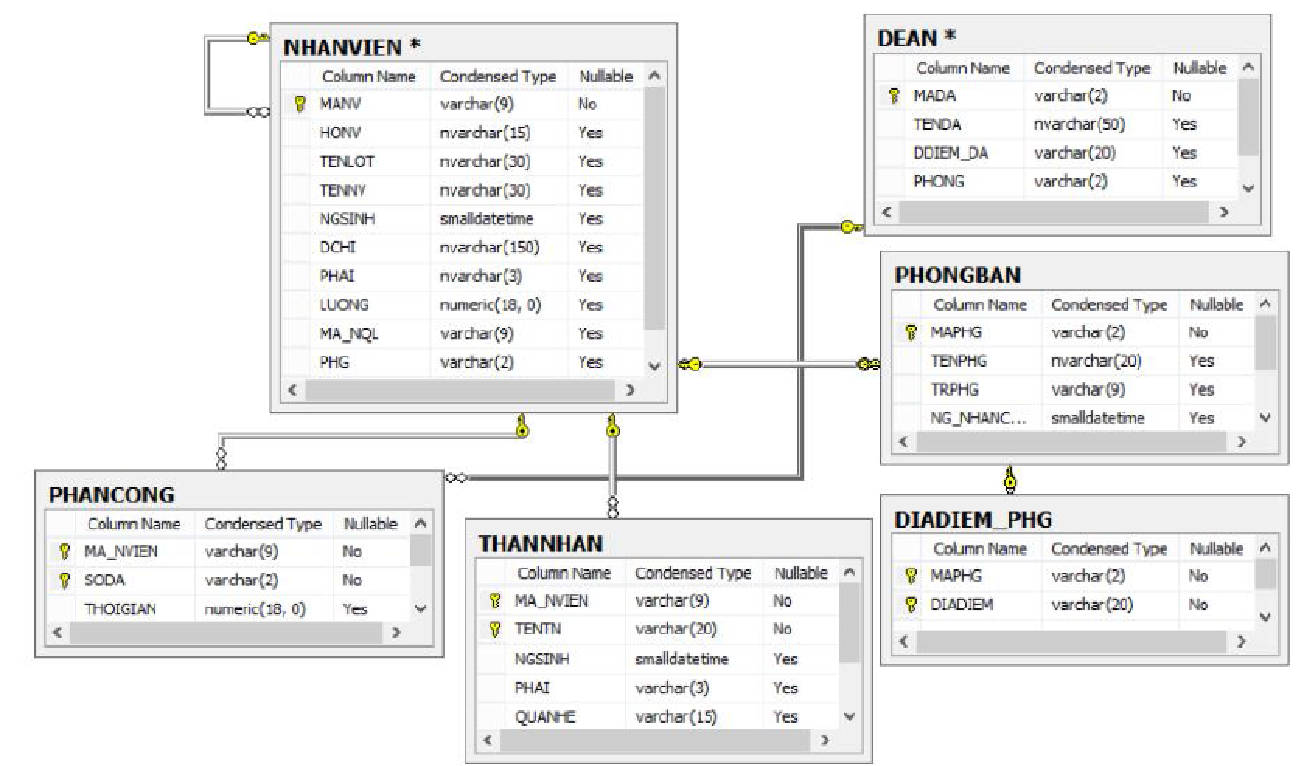 NHANVIEN *
Column Name Condensed Type Nullable
MANV varchar(9) No
HONV nvarchar(15) Yes
TENLOT nvarchar(30) Yes
TENNV nvarchar(30) Yes
NGSINH smalldatetime Yes
DCHI nvarchar(150) Yes
PHAI nvarchar(3) Yes
LUONG numeric(18, 0) Yes
MA_NQL varchar(9) Yes
PHG varchar(2) Yes
DEAN *
Column Name Condensed Type Nullable
MADA varchar(2) No
TENDA nvarchar(50) Yes
DDIEM_DA varchar(20) Yes
PHONG varchar(2) Yes
PHONGBAN
Column Name Condensed Type Nullable
MAPHG varchar(2) No
TENPHG nvarchar(20) Yes
TRPHG varchar(9) Yes
NG_NHANC... smalldatetime Yes
PHANCONG
Column Name Condensed Type Nullable
MA_NVIEN varchar(9) No
SODA varchar(2) No
THOIGIAN numeric(18, 0) Yes
THANNHAN
Column Name Condensed Type Nullable
MA_NVIEN varchar(9) No
TENTN varchar(20) No
NGSINH smalldatetime Yes
PHAI varchar(3) Yes
QUANHE varchar(15) Yes
DIADIEM_PHG
Column Name Condensed Type Nullable
MAPHG varchar(2) No
DIADIEM varchar(20) No